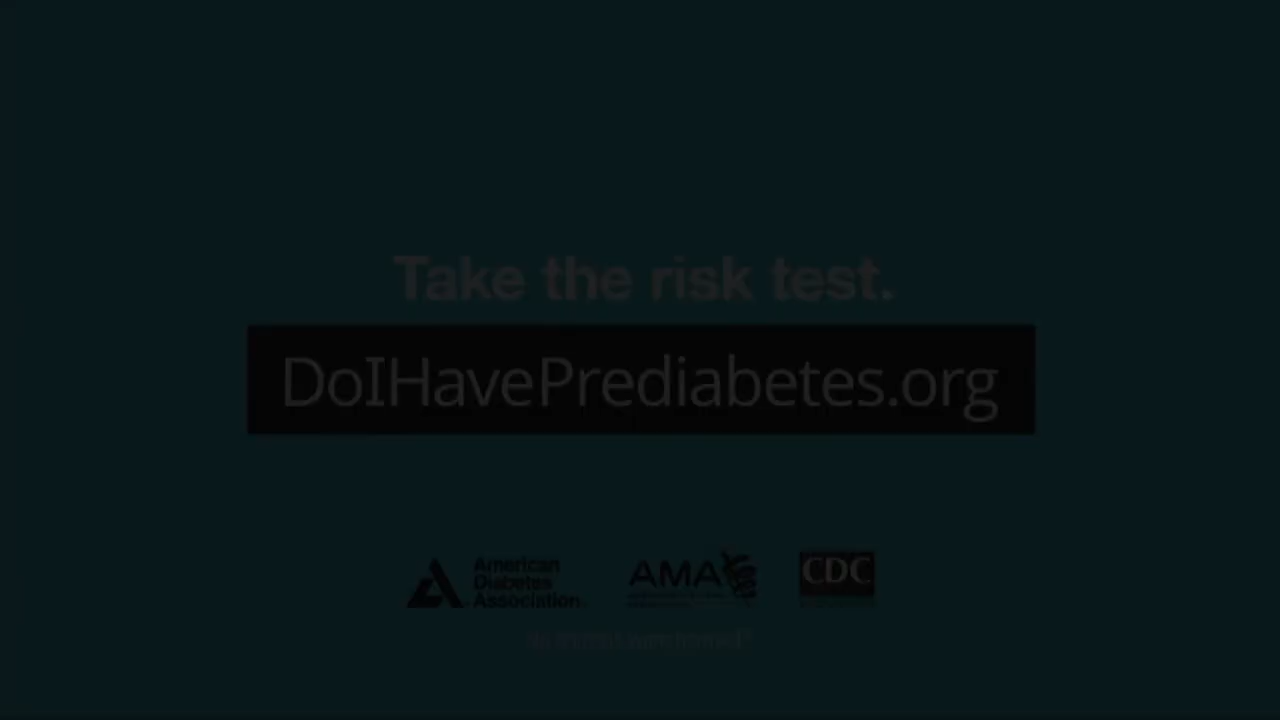 Take the risk test.
DoIHavePrediabetes.org
American
Diabetes
Association
AMA
CDC